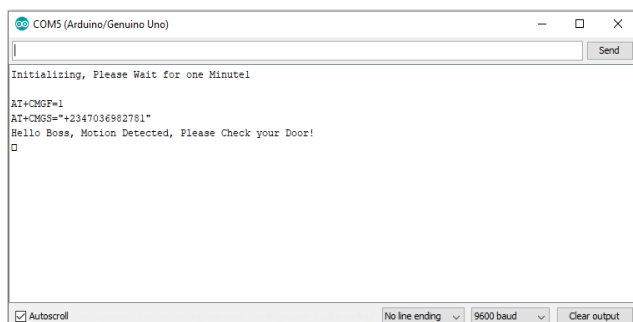 COM5 (Arduino/Genuino Uno)
Send
Initializing, Please Wait for one Minute1
AT+CMGF=1
AT+CMGS="+2347036982781"
Hello Boss, Motion Detected, Please Check your Door!
Autoscroll
No line ending
9600 baud
Clear output